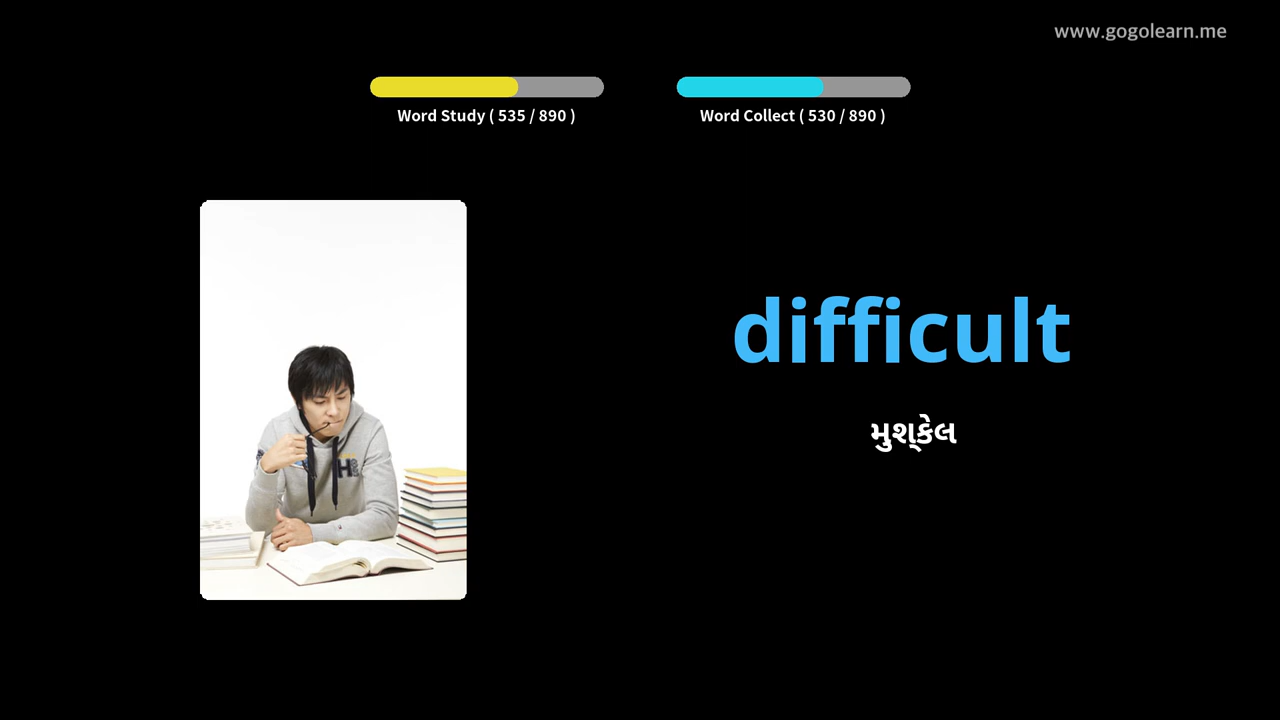 www.gogolearn.me
Word Study ( 535 / 890 )
Word Collect ( 530 / 890 )
difficult
મુશ્કેલ
H